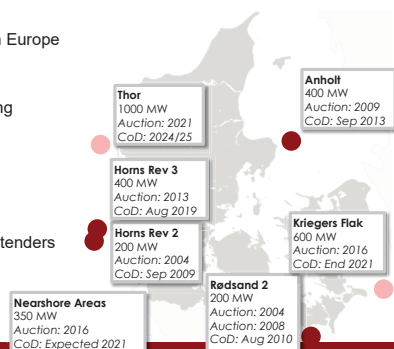 Europe
Thor
1000 MW
Auction: 2021
CoD: 2024/25
Anholt
400 MW
Auction: 2009
CoD: Sep 2013
Horns Rev 3
400 MW
Auction: 2013
CoD: Aug 2019
Horns Rev 2
200 MW
Auction: 2004
CoD: Sep 2009
tenders
Kriegers Flak
600 MW
Auction: 2016
CoD: End 2021
Rødsand 2
200 MW
Auction: 2004
Auction: 2008
CoD: Aug 2010
Nearshore Areas
350 MW
Auction: 2016
CoD: Expected 2021